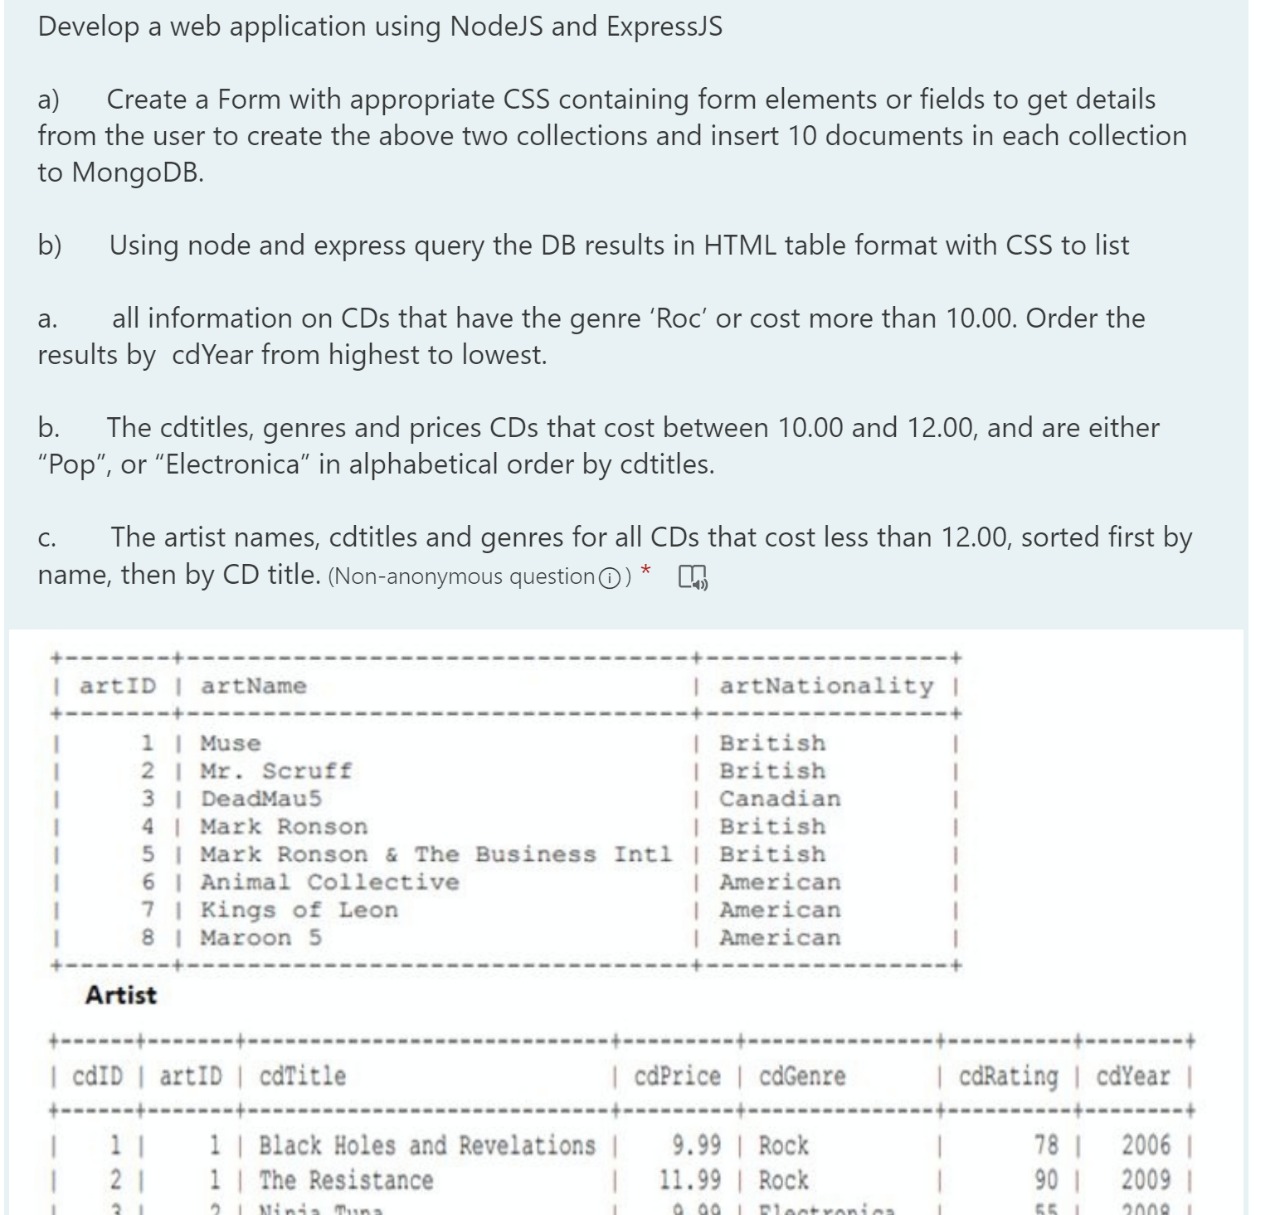 Develop a web application using NodeJS and ExpressJS
a) Create a Form with appropriate CSS containing form elements or fields to get details
from the user to create the above two collections and insert 10 documents in each collection
to MongoDB.
b) Using node and express query the DB results in HTML table format with CSS to list
a. all information on CDs that have the genre ‘Roc’ or cost more than 10.00. Order the
results by cdYear from highest to lowest.
b. The cdtitles, genres and prices CDs that cost between 10.00 and 12.00, and are either
“Pop”, or “Electronica” in alphabetical order by cdtitles.
c. The artist names, cdtitles and genres for all CDs that cost less than 12.00, sorted first by
name, then by CD title. (Non-anonymous question) *
| artID | artName | artNationality |
| 1 | Muse | British |
| 2 | Mr. Scruff | British |
| 3 | DeadMau5 | Canadian |
| 4 | Mark Ronson | British |
| 5 | Mark Ronson & The Business Intl | British |
| 6 | Animal Collective | American |
| 7 | Kings of Leon | American |
| 8 | Maroon 5 | American |
Artist
| cdID | artID | cdTitle | cdPrice | cdGenre | cdRating | cdYear |
| 1 | 1 | Black Holes and Revelations | 9.99 | Rock | 78 | 2006 |
| 2 | 1 | The Resistance | 11.99 | Rock | 90 | 2009 |
| 3 | 2 | Ninja Tuna | 9.99 | Electronica | 55 | 2008 |